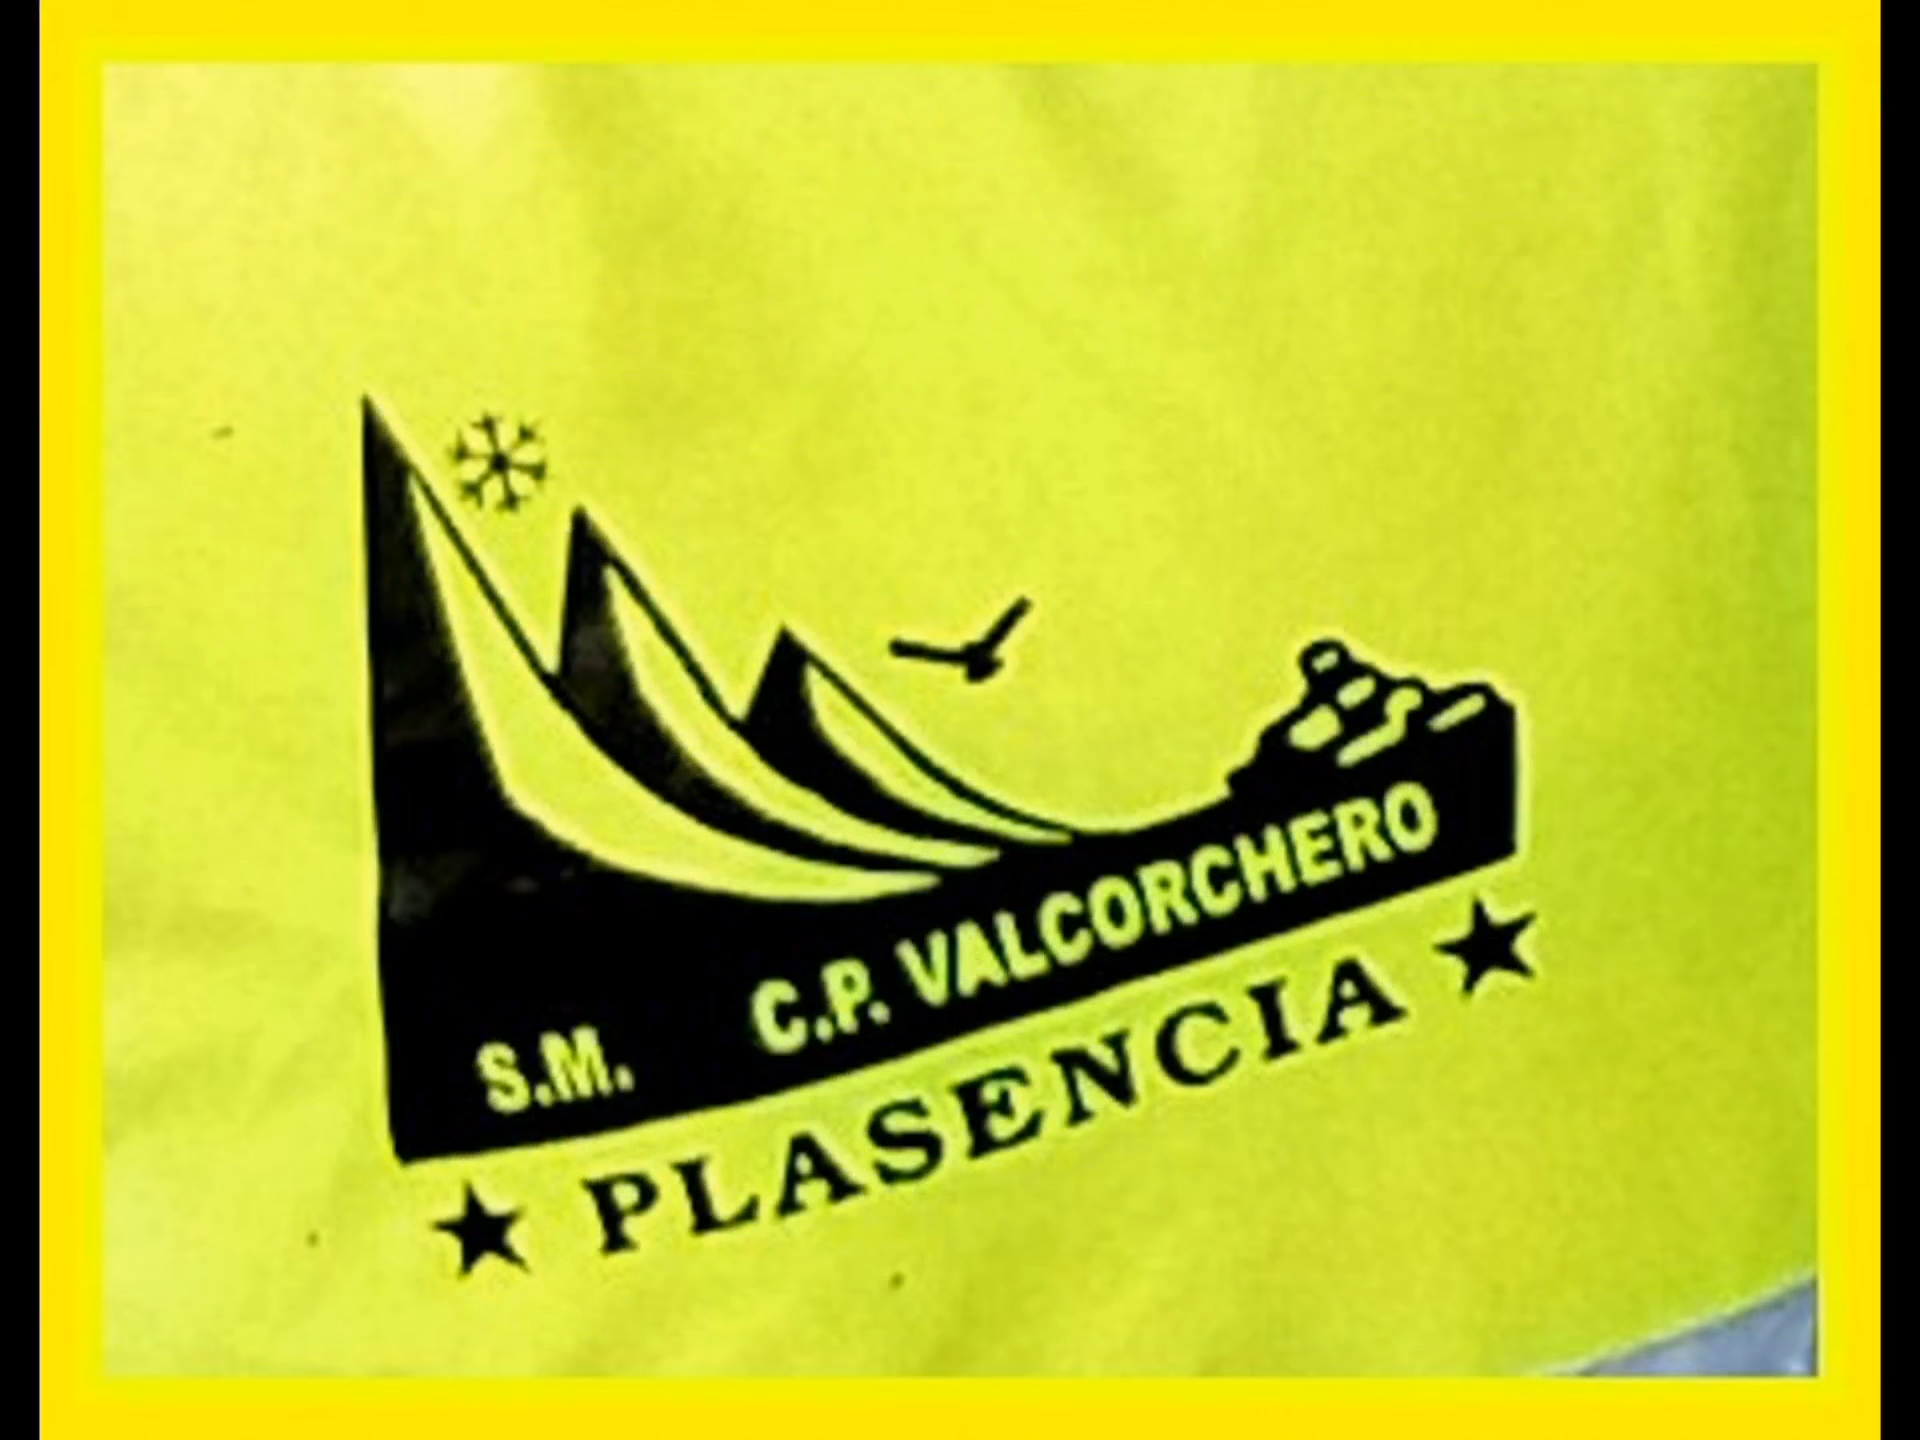 S.M. C.P. VALCORCHERO
★ PLASENCIA ★